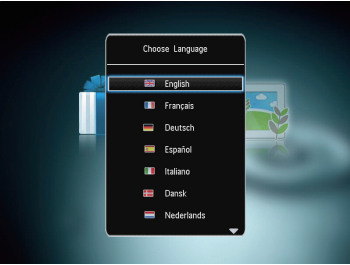 Choose Language
English
Français
Deutsch
Español
Italiano
Dansk
Nederlands